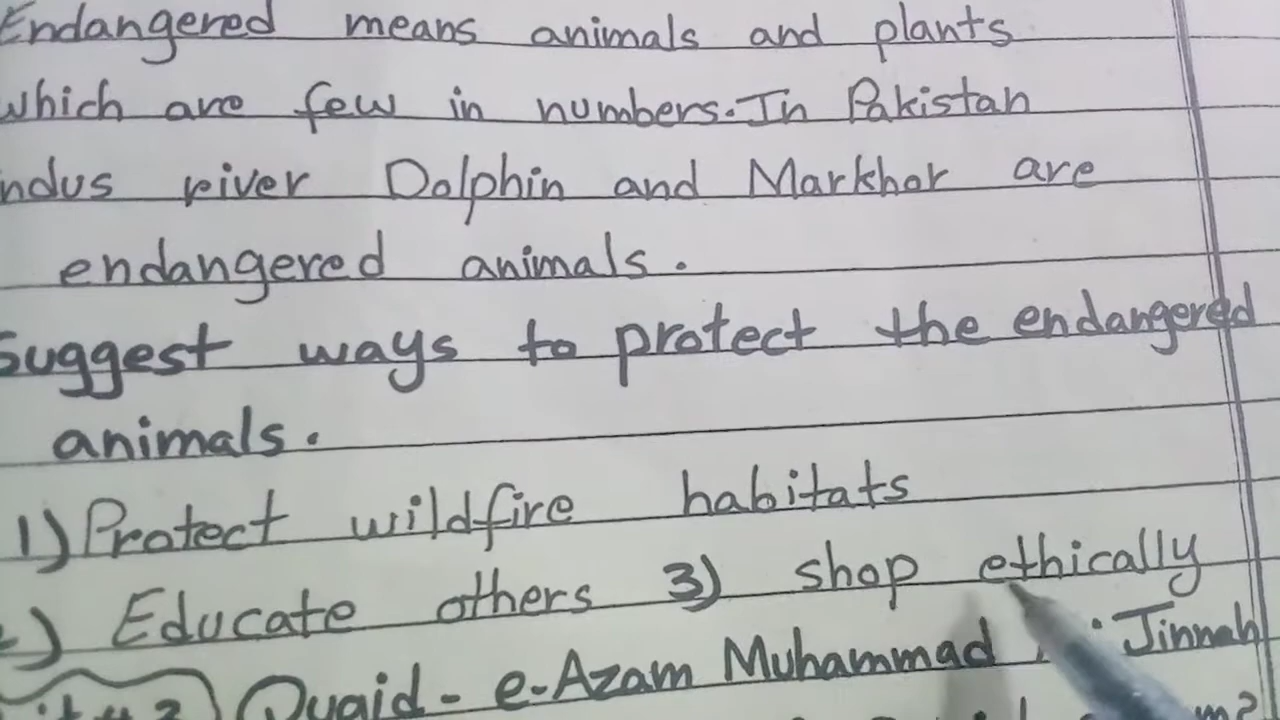 Endangered means animals and plants
which are few in numbers. In Pakistan
ndus river Dolphin and Markhor are
endangered animals.
Suggest ways to protect the endangered
animals.
1) Protect wildfire habitats
2) Educate others 3) shop ethically
Quaid-e-Azam Muhammad Jinnah